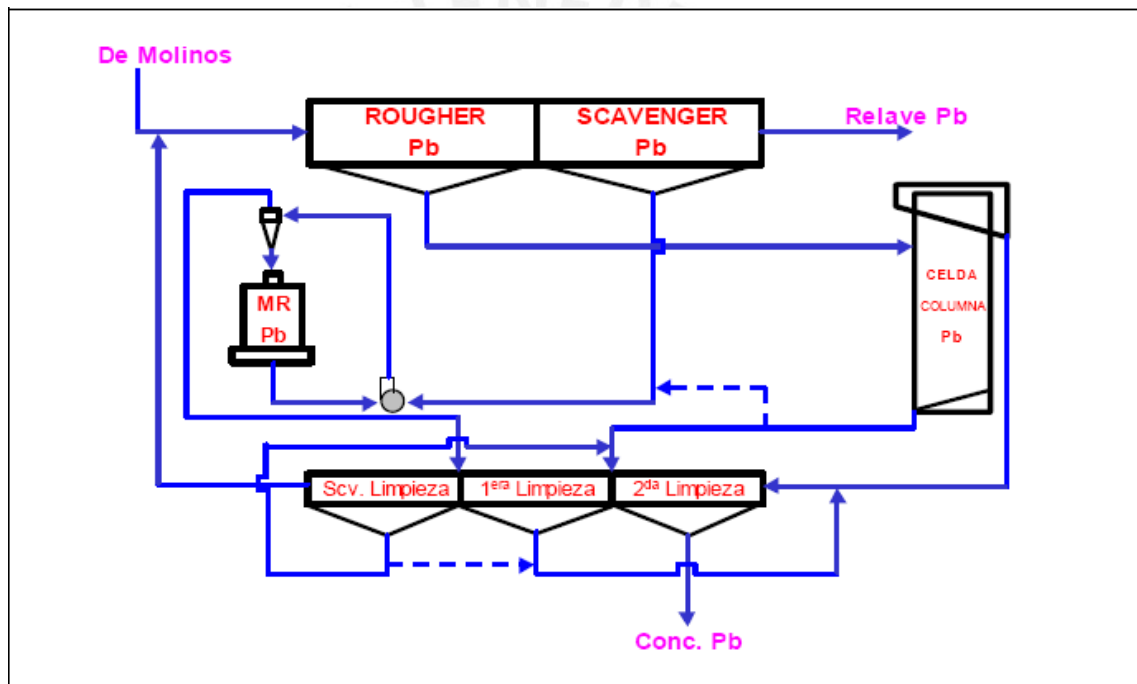 De Molinos
ROUGHER
Pb
SCAVENGER
Pb
Relave Pb
CELDA
COLUMNA
Pb
MR
Pb
Scv. Limpieza
1era Limpieza
2da Limpieza
Conc. Pb